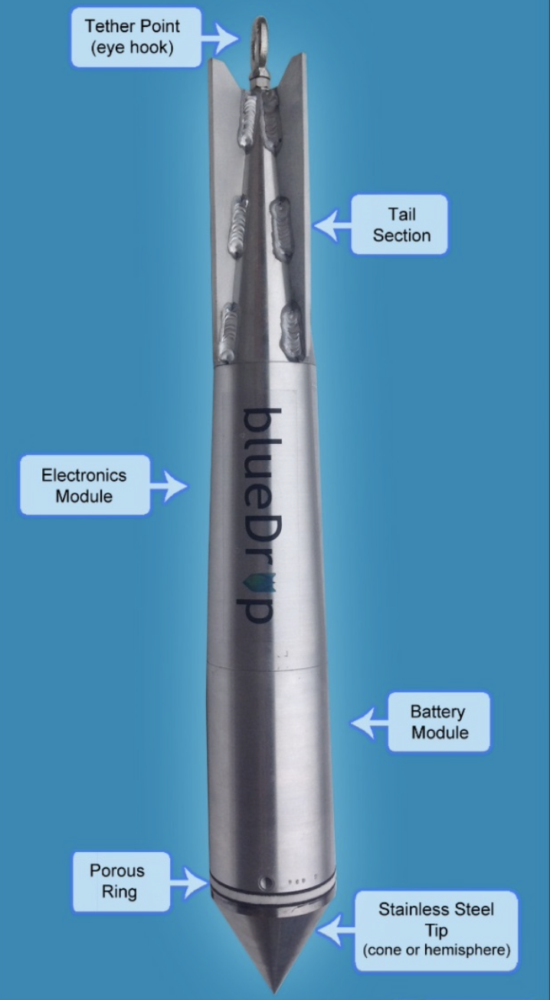 Tether Point
(eye hook)
Tail
Section
blueDrop
Electronics
Module
Battery
Module
Porous
Ring
Stainless Steel
Tip
(cone or hemisphere)